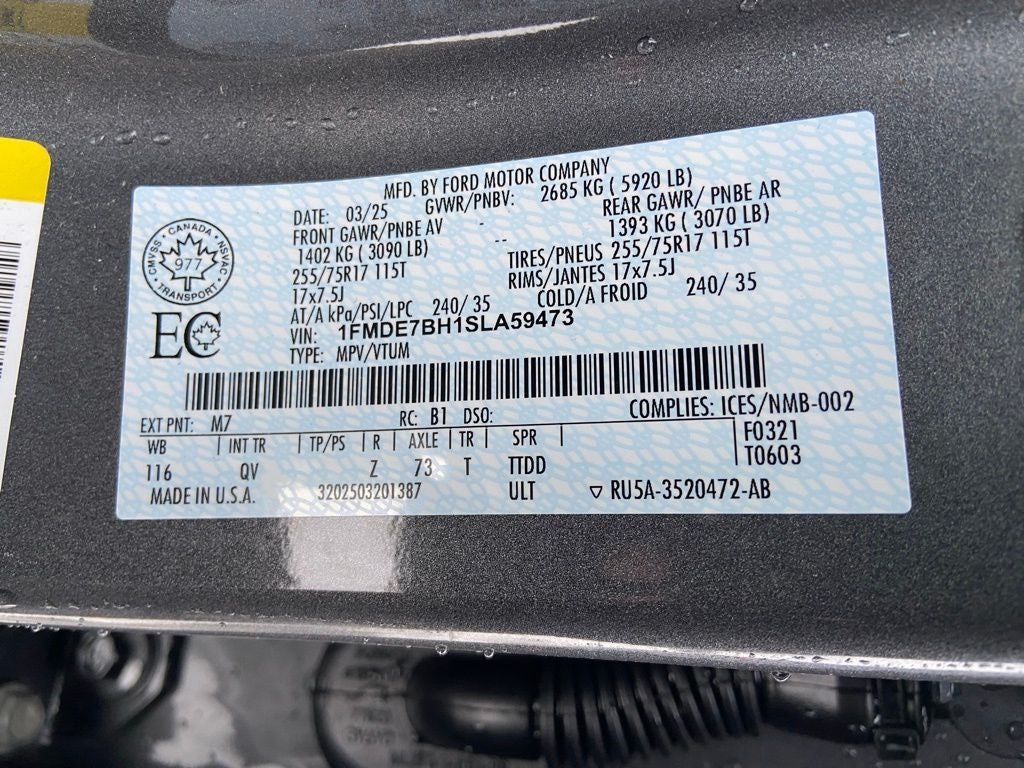 MFD. BY FORD MOTOR COMPANY
DATE: 03/25 GVWR/PNBV: 2685 KG ( 5920 LB)
FRONT GAWR/PNBE AV - REAR GAWR/ PNBE AR
1402 KG ( 3090 LB) -- 1393 KG ( 3070 LB)
255/75R17 115T TIRES/PNEUS 255/75R17 115T
17x7.5J RIMS/JANTES 17x7.5J
AT/A kPa/PSI/LPC 240/ 35 COLD/A FROID 240/ 35
VIN: 1FMDE7BH1SLA59473
TYPE: MPV/VTUM
CMVSS • CANADA • NSVAC • TRANSPORT •
977
EC
EXT PNT: M7 RC: B1 DSO: COMPLIES: ICES/NMB-002
WB | INT TR | TP/PS | R | AXLE | TR | SPR | F0321
116 QV Z 73 T TTDD T0603
MADE IN U.S.A. 3202503201387 ULT ▽ RU5A-3520472-AB